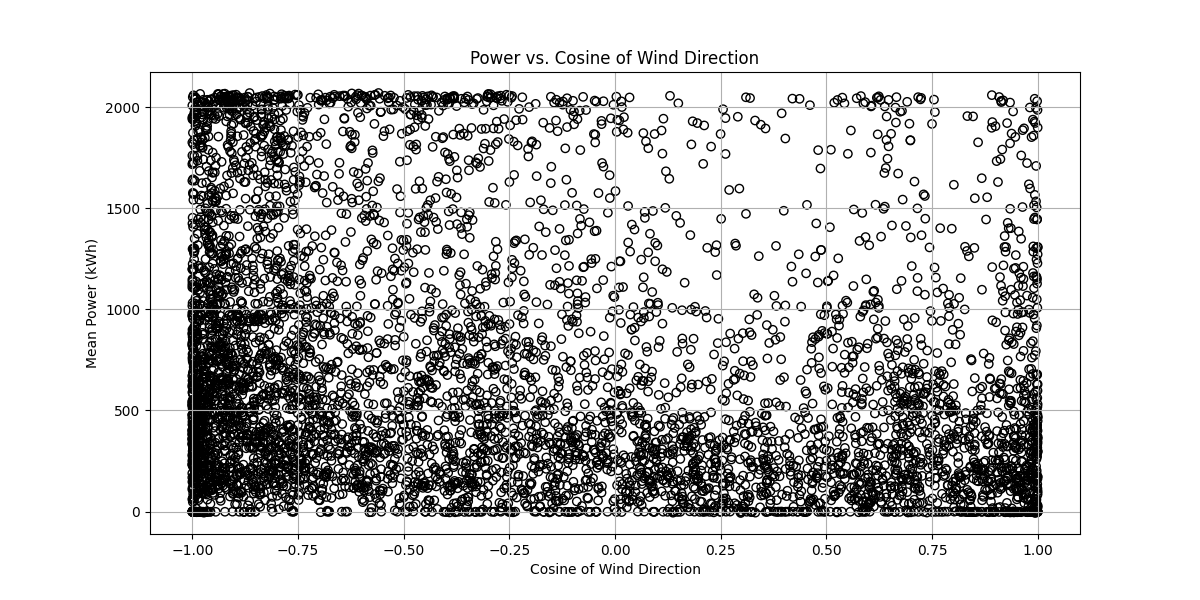 Power vs. Cosine of Wind Direction
2000
1500
1000
500
0
Mean Power (kWh)
−1.00 −0.75 −0.50 −0.25 0.00 0.25 0.50 0.75 1.00
Cosine of Wind Direction